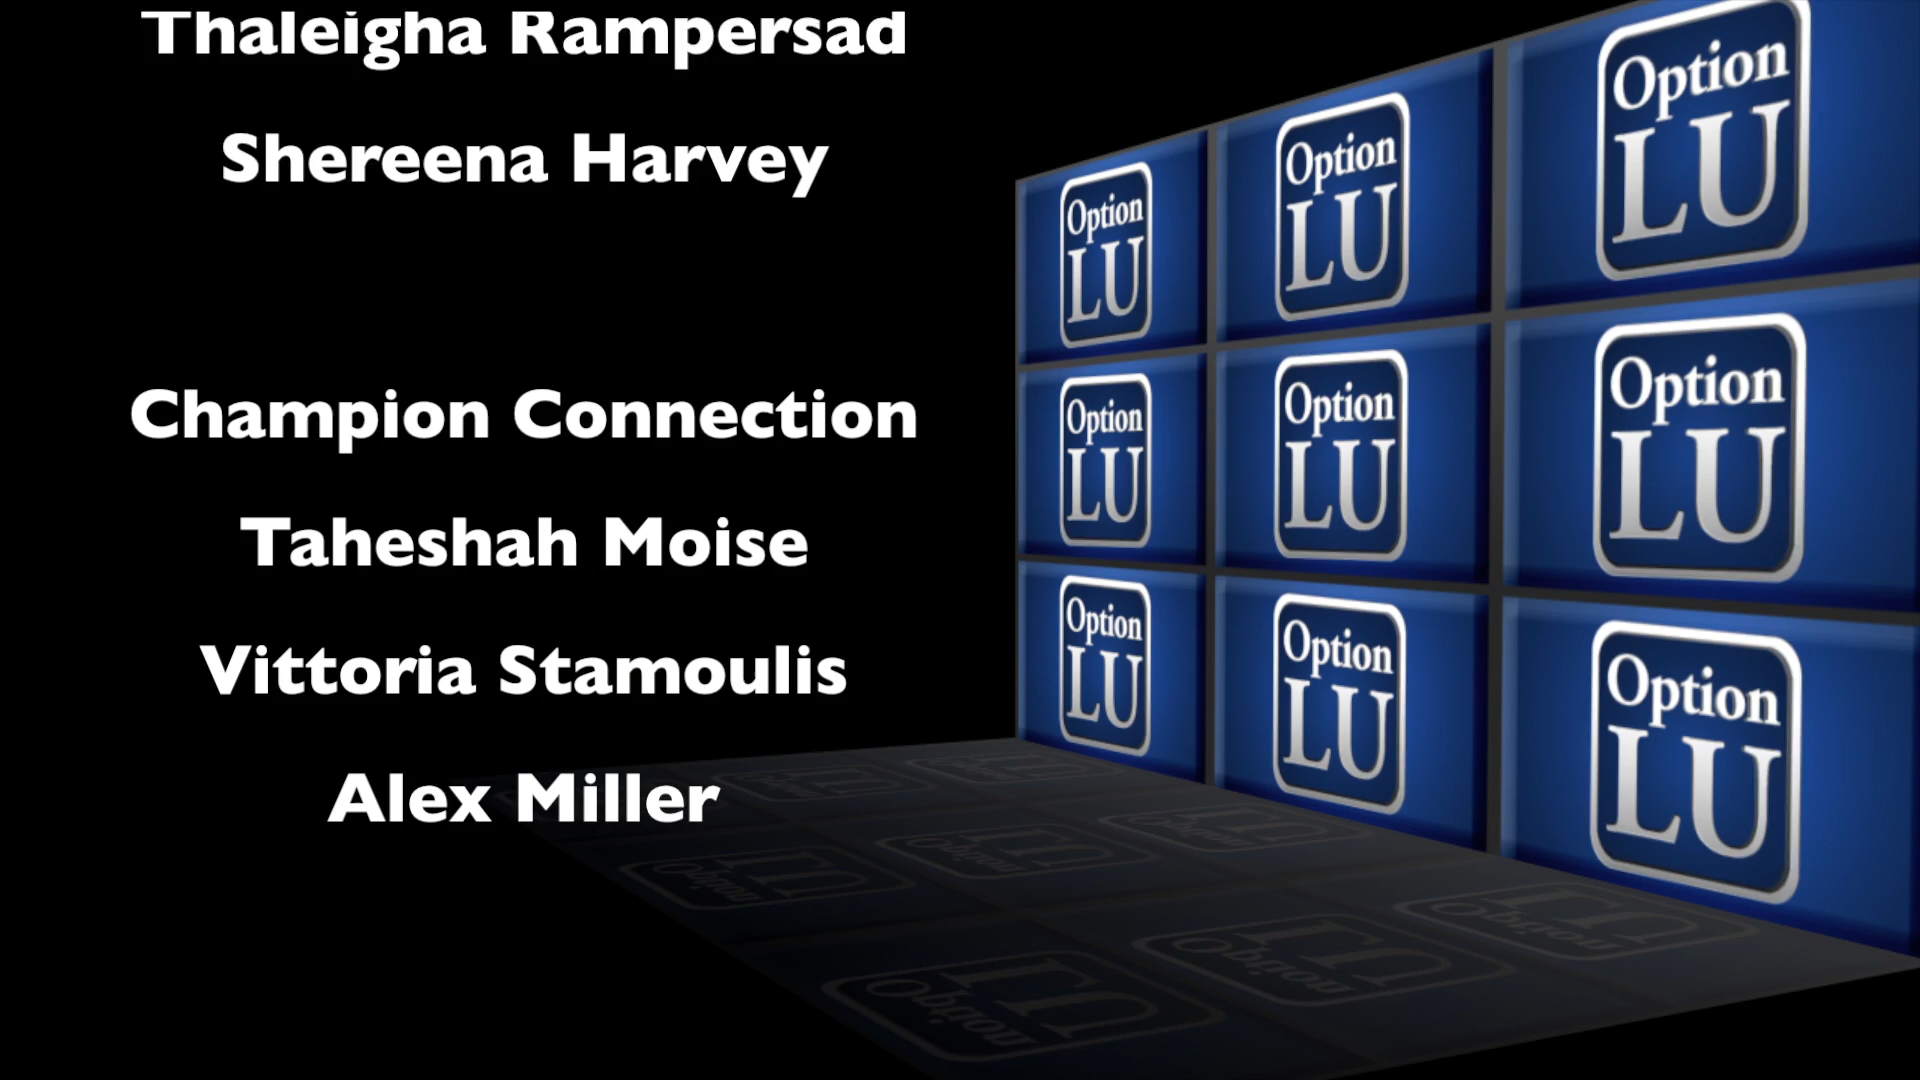 Thaleigha Rampersad
Shereena Harvey
Champion Connection
Taheshah Moise
Vittoria Stamoulis
Alex Miller
Option
LU
Option
LU
Option
LU
Option
LU
Option
LU
Option
LU
Option
LU
Option
LU
Option
LU